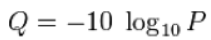 Q = −10 log₁₀ P